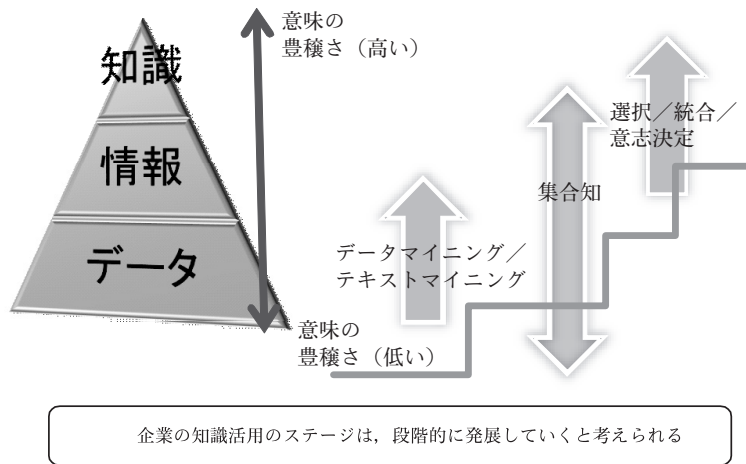 知識
情報
データ
意味の
豊穣さ（高い）
意味の
豊穣さ（低い）
データマイニング／
テキストマイニング
集合知
選択／統合／
意志決定
企業の知識活用のステージは，段階的に発展していくと考えられる